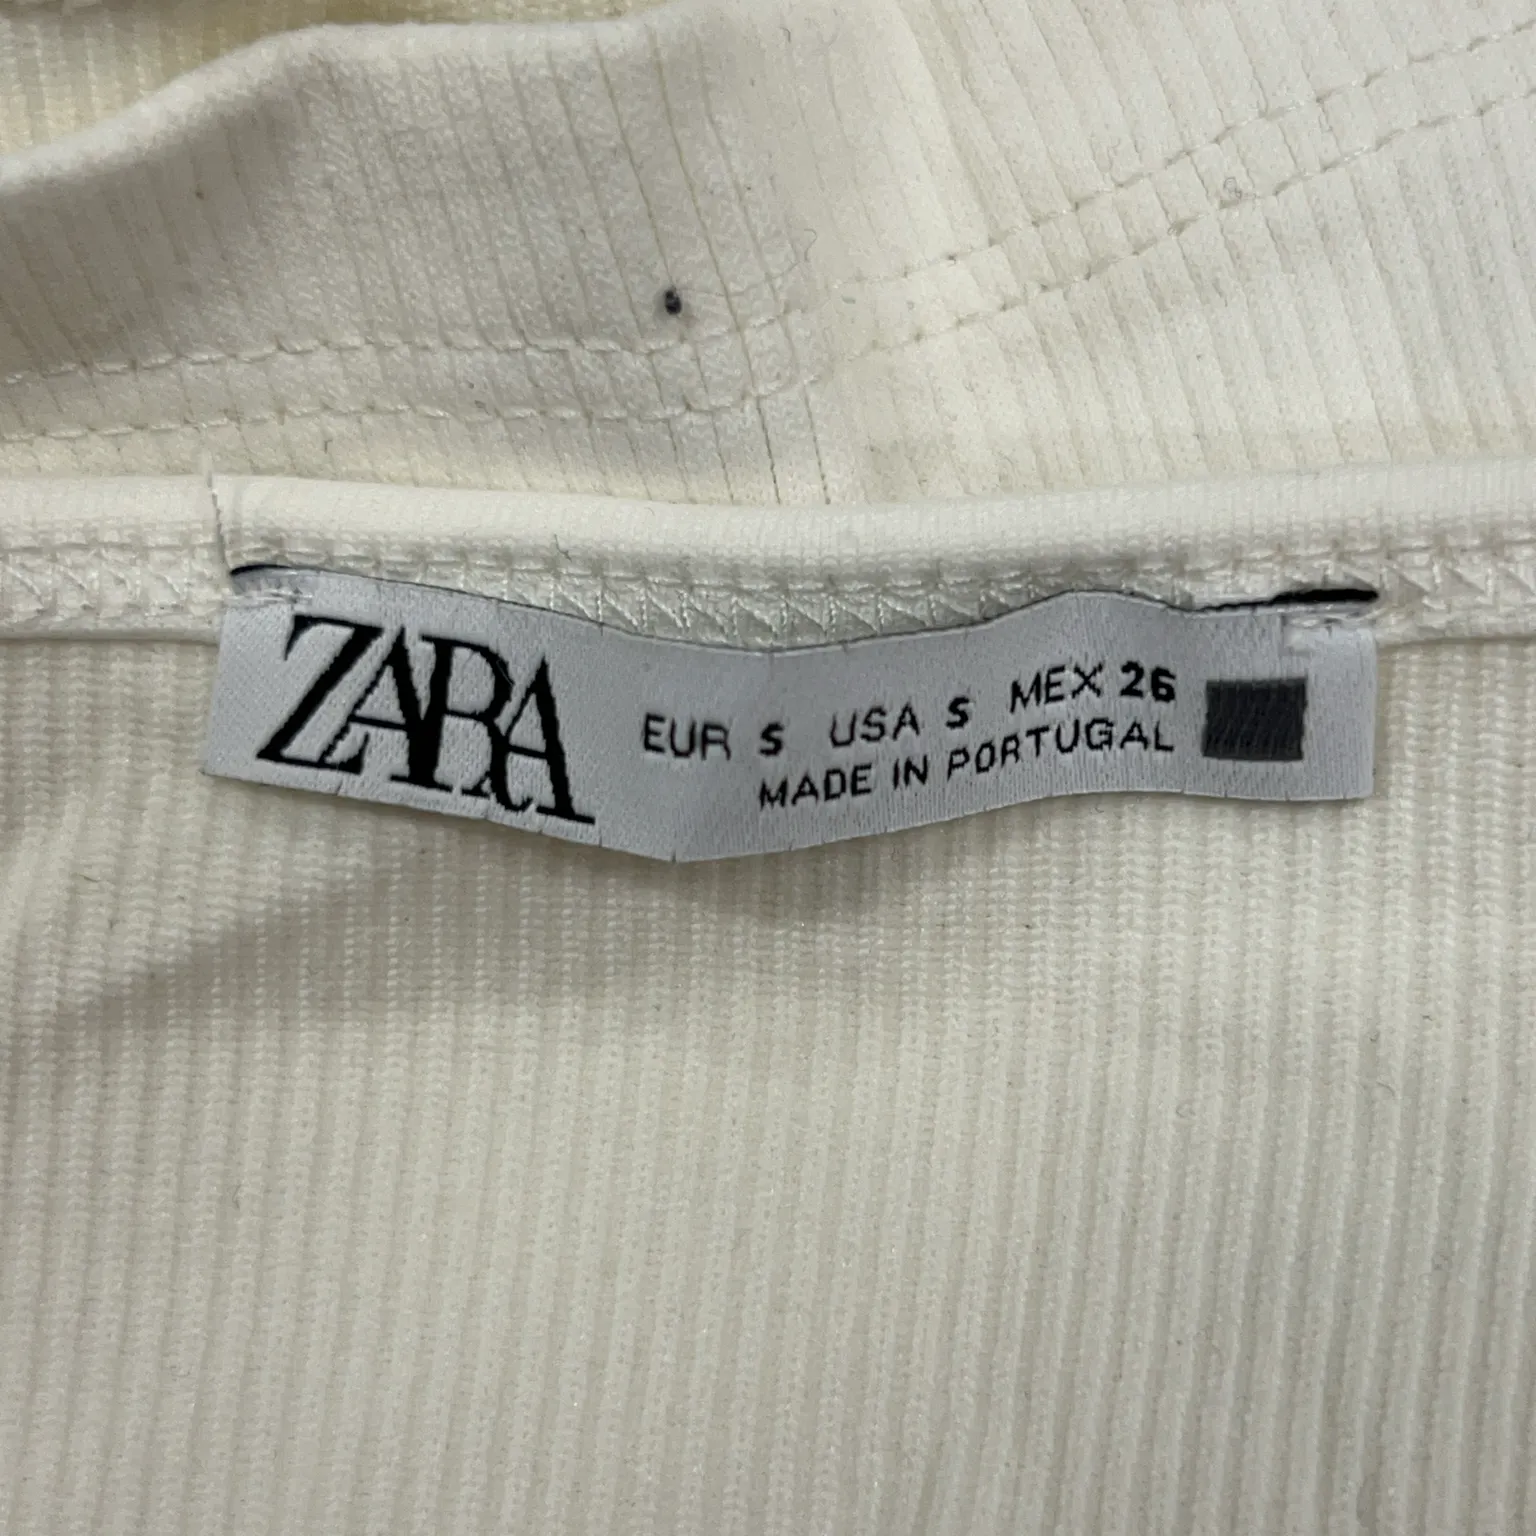 ZARA
EUR S USA S MEX 26
MADE IN PORTUGAL